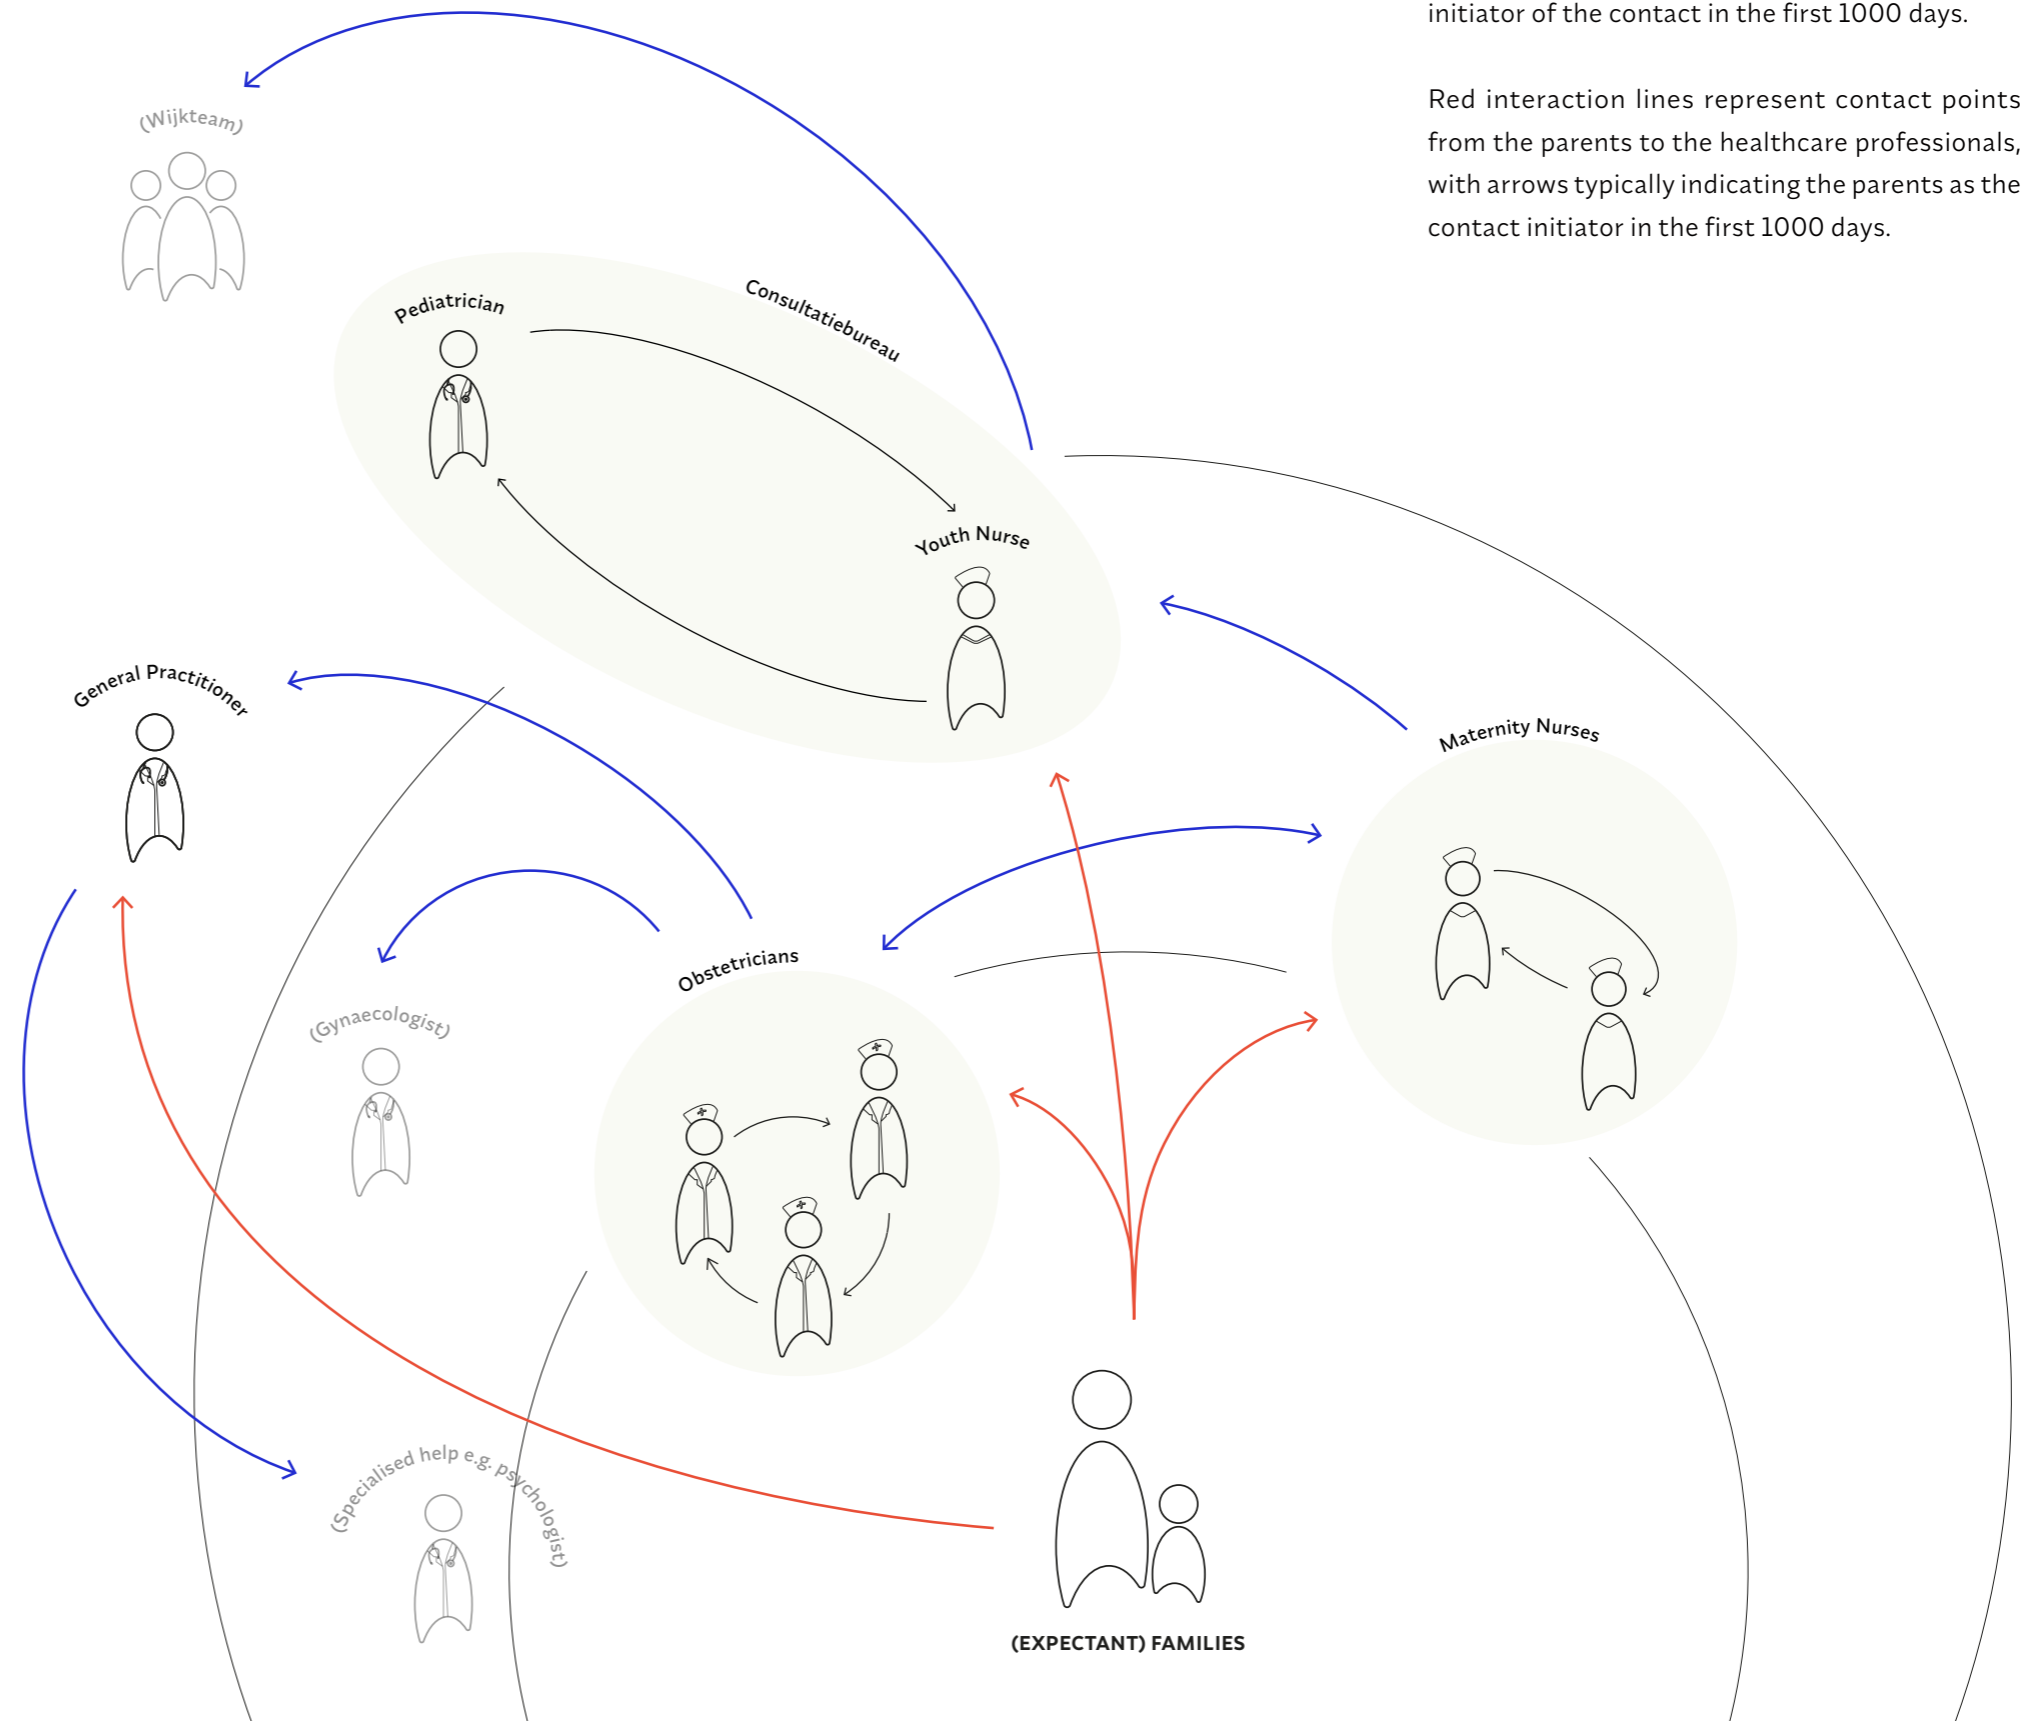 initiator of the contact in the first 1000 days.
Red interaction lines represent contact points
from the parents to the healthcare professionals,
with arrows typically indicating the parents as the
contact initiator in the first 1000 days.
(Wijkteam)
Consultatiebureau
Pediatrician
Youth Nurse
General Practitioner
Maternity Nurses
Obstetricians
(Gynaecologist)
(Specialised help e.g. psychologist)
(EXPECTANT) FAMILIES